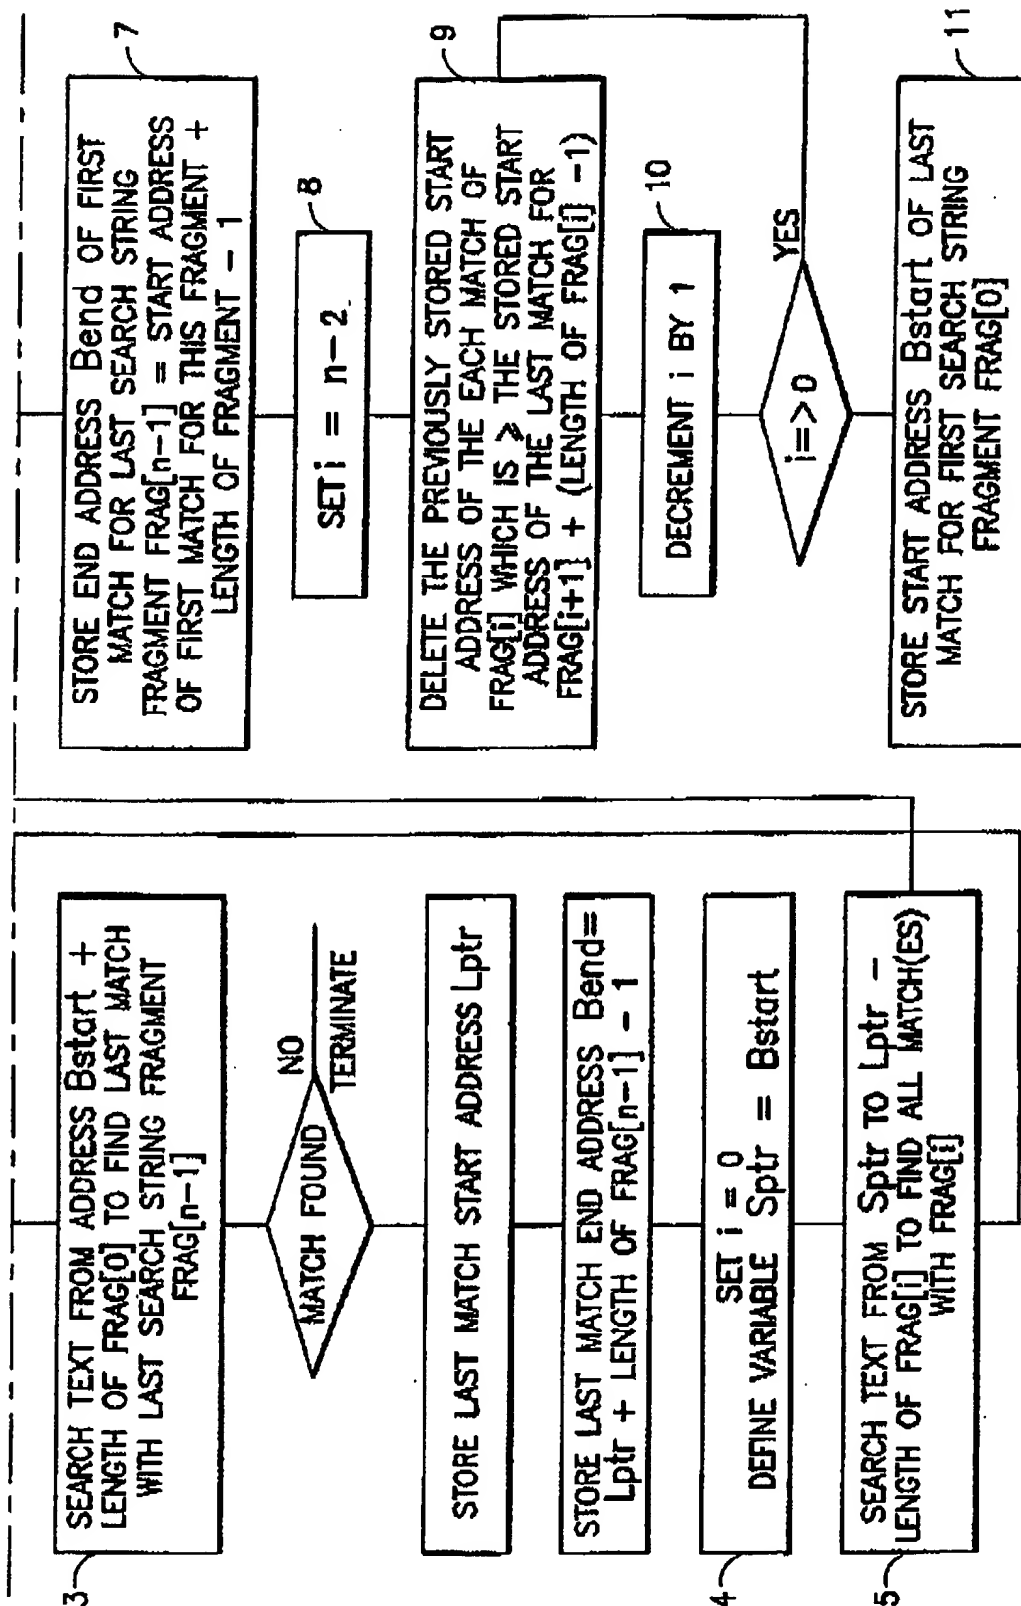 3
SEARCH TEXT FROM ADDRESS Bstart +
LENGTH OF FRAG[0] TO FIND LAST MATCH
WITH LAST SEARCH STRING FRAGMENT
FRAG[n-1]
MATCH FOUND
NO
TERMINATE
STORE LAST MATCH START ADDRESS Lptr
STORE LAST MATCH END ADDRESS Bend=
Lptr + LENGTH OF FRAG[n-1] - 1
4
SET i = 0
DEFINE VARIABLE Sptr = Bstart
5
SEARCH TEXT FROM Sptr TO Lptr -
LENGTH OF FRAG[i] TO FIND ALL MATCH(ES)
WITH FRAG[i]
7
STORE END ADDRESS Bend OF FIRST
MATCH FOR LAST SEARCH STRING
FRAGMENT FRAG[n-1] = START ADDRESS
OF FIRST MATCH FOR THIS FRAGMENT +
LENGTH OF FRAGMENT - 1
8
SET i = n-2
9
DELETE THE PREVIOUSLY STORED START
ADDRESS OF THE EACH MATCH OF
FRAG[i] WHICH IS ⩾ THE STORED START
ADDRESS OF THE LAST MATCH FOR
FRAG[i+1] + (LENGTH OF FRAG[i] -1)
10
DECREMENT i BY 1
i=>0
YES
11
STORE START ADDRESS Bstart OF LAST
MATCH FOR FIRST SEARCH STRING
FRAGMENT FRAG[0]